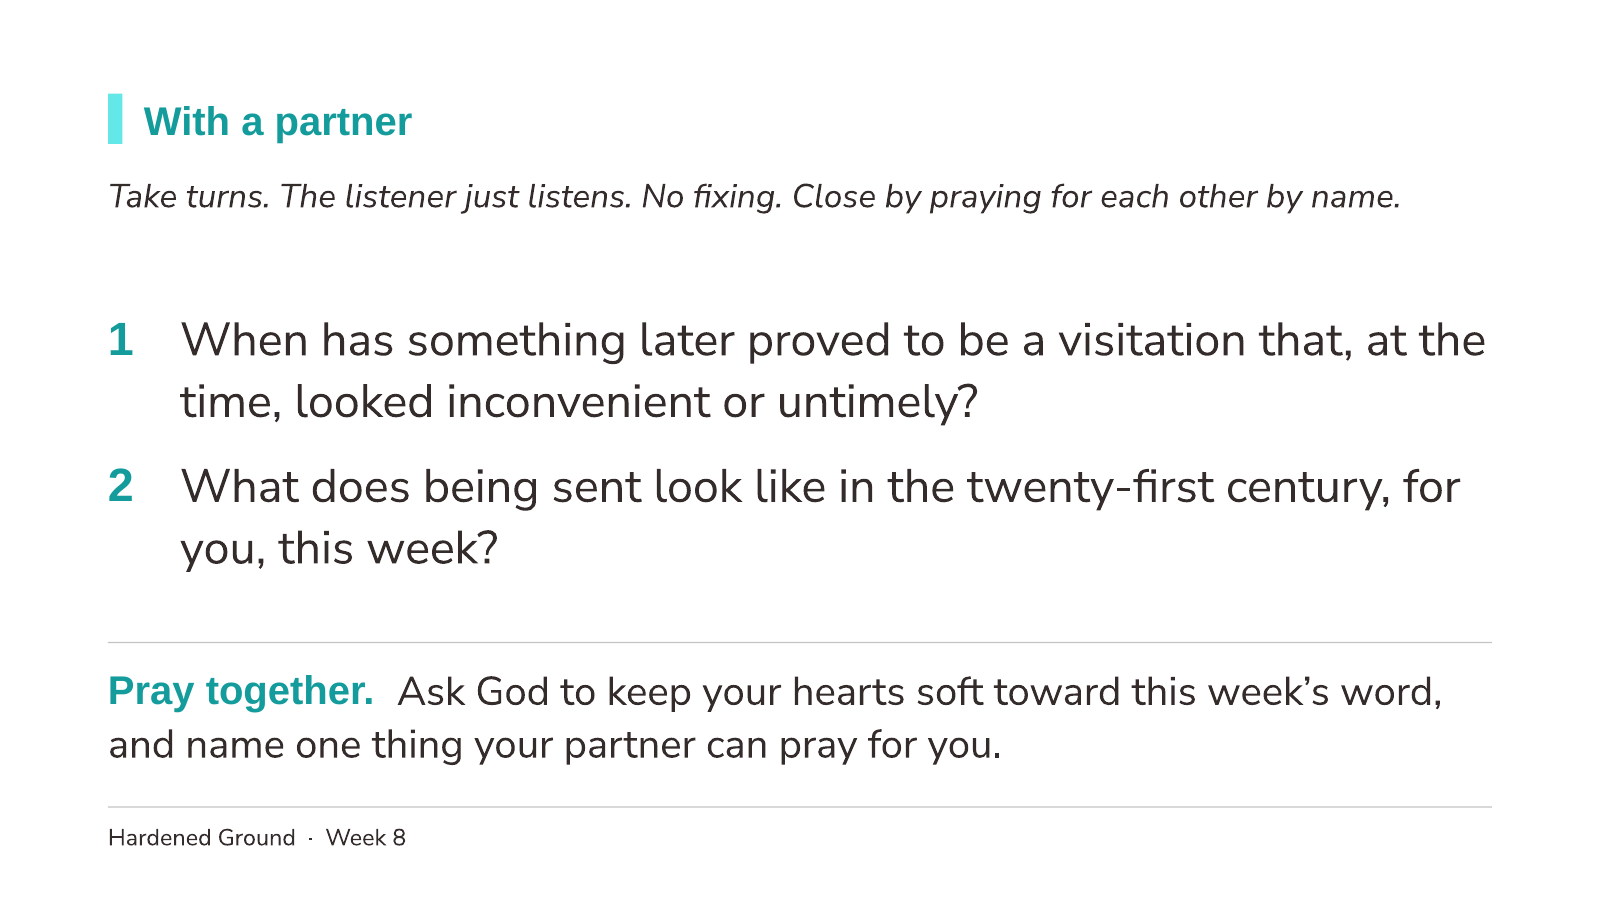 With a partner
Take turns. The listener just listens. No fixing. Close by praying for each other by name.
1 When has something later proved to be a visitation that, at the
time, looked inconvenient or untimely?
2 What does being sent look like in the twenty-first century, for
you, this week?
Pray together. Ask God to keep your hearts soft toward this week’s word,
and name one thing your partner can pray for you.
Hardened Ground · Week 8